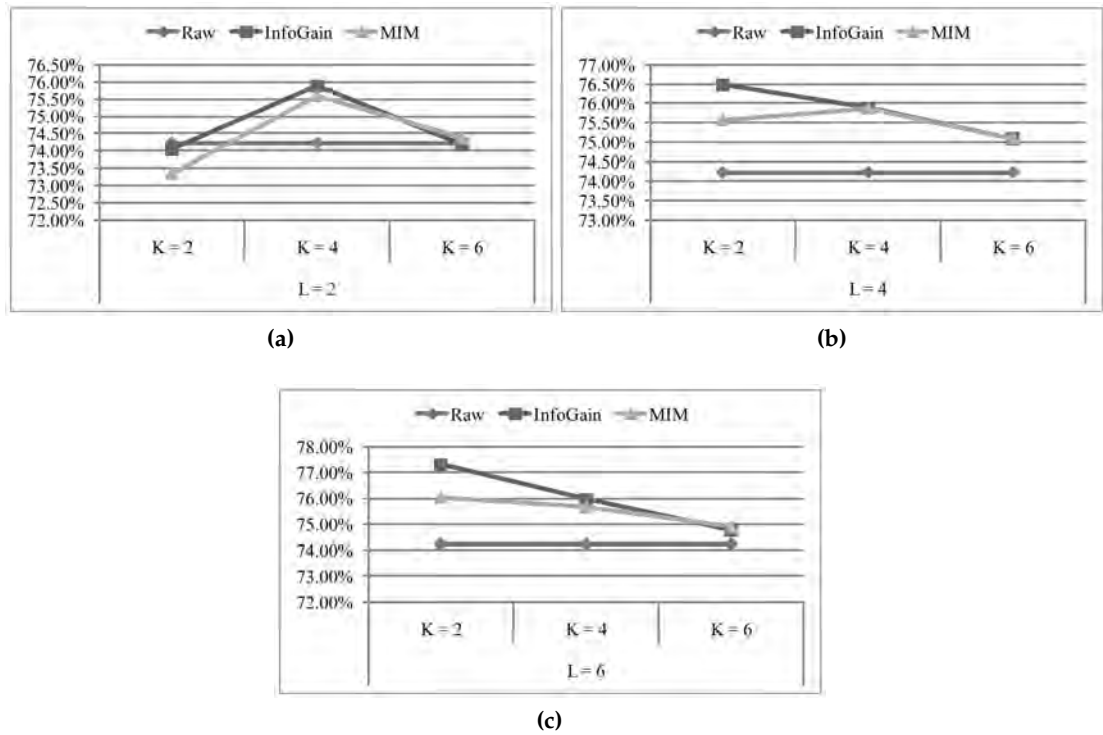 Raw InfoGain MIM
76.50%
76.00%
75.50%
75.00%
74.50%
74.00%
73.50%
73.00%
72.50%
72.00%
K = 2 K = 4 K = 6
L = 2
(a)
Raw InfoGain MIM
77.00%
76.50%
76.00%
75.50%
75.00%
74.50%
74.00%
73.50%
73.00%
K = 2 K = 4 K = 6
L = 4
(b)
Raw InfoGain MIM
78.00%
77.00%
76.00%
75.00%
74.00%
73.00%
72.00%
K = 2 K = 4 K = 6
L = 6
(c)